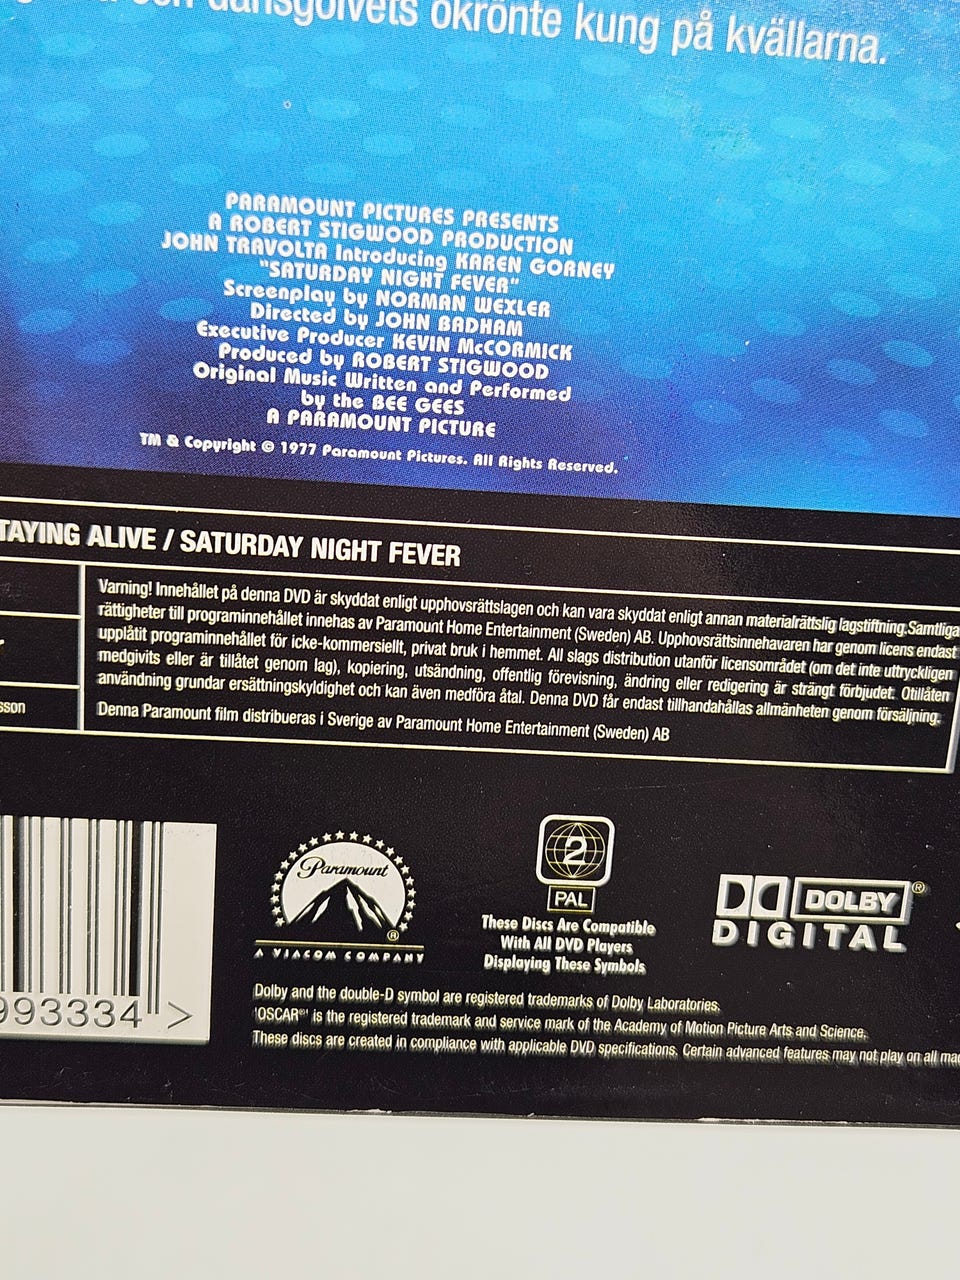 dansgolvets okrönte kung på kvällarna.
PARAMOUNT PICTURES PRESENTS
A ROBERT STIGWOOD PRODUCTION
JOHN TRAVOLTA Introducing KAREN GORNEY
"SATURDAY NIGHT FEVER"
Screenplay by NORMAN WEXLER
Directed by JOHN BADHAM
Executive Producer KEVIN McCORMICK
Produced by ROBERT STIGWOOD
Original Music Written and Performed
by the BEE GEES
A PARAMOUNT PICTURE
TM & Copyright © 1977 Paramount Pictures. All Rights Reserved.
TAYING ALIVE / SATURDAY NIGHT FEVER
Varning! Innehållet på denna DVD är skyddat enligt upphovsrättslagen och kan vara skyddat enligt annan materialrättslig lagstiftning.Samtliga
rättigheter till programinnehållet innehas av Paramount Home Entertainment (Sweden) AB. Upphovsrättsinnehavaren har genom licens endast
upplåtit programinnehållet för icke-kommersiellt, privat bruk i hemmet. All slags distribution utanför licensområdet (om det inte uttryckligen
medgivits eller är tillåtet genom lag), kopiering, utsändning, offentlig förevisning, ändring eller redigering är strängt förbjudet. Otillåten
användning grundar ersättningskyldighet och kan även medföra åtal. Denna DVD får endast tillhandahållas allmänheten genom försäljning.
sson
Denna Paramount film distribueras i Sverige av Paramount Home Entertainment (Sweden) AB
Paramount®
A VIACOM COMPANY
2
PAL
These Discs Are Compatible
With All DVD Players
Displaying These Symbols
DOLBY®
DIGITAL
993334 >
Dolby and the double-D symbol are registered trademarks of Dolby Laboratories.
'OSCAR®' is the registered trademark and service mark of the Academy of Motion Picture Arts and Science.
These discs are created in compliance with applicable DVD specifications. Certain advanced features may not play on all mac